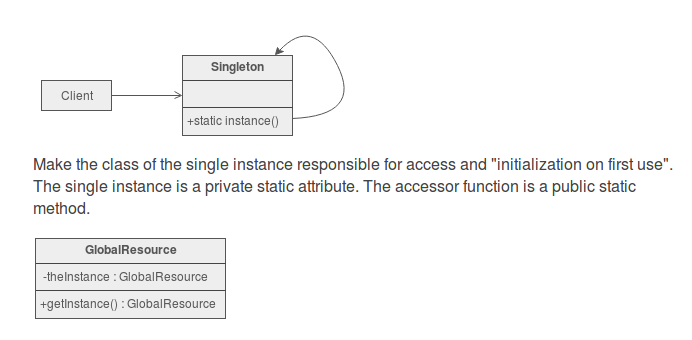 Singleton
Client
+static instance()
Make the class of the single instance responsible for access and "initialization on first use".
The single instance is a private static attribute. The accessor function is a public static
method.
GlobalResource
-theInstance : GlobalResource
+getInstance() : GlobalResource